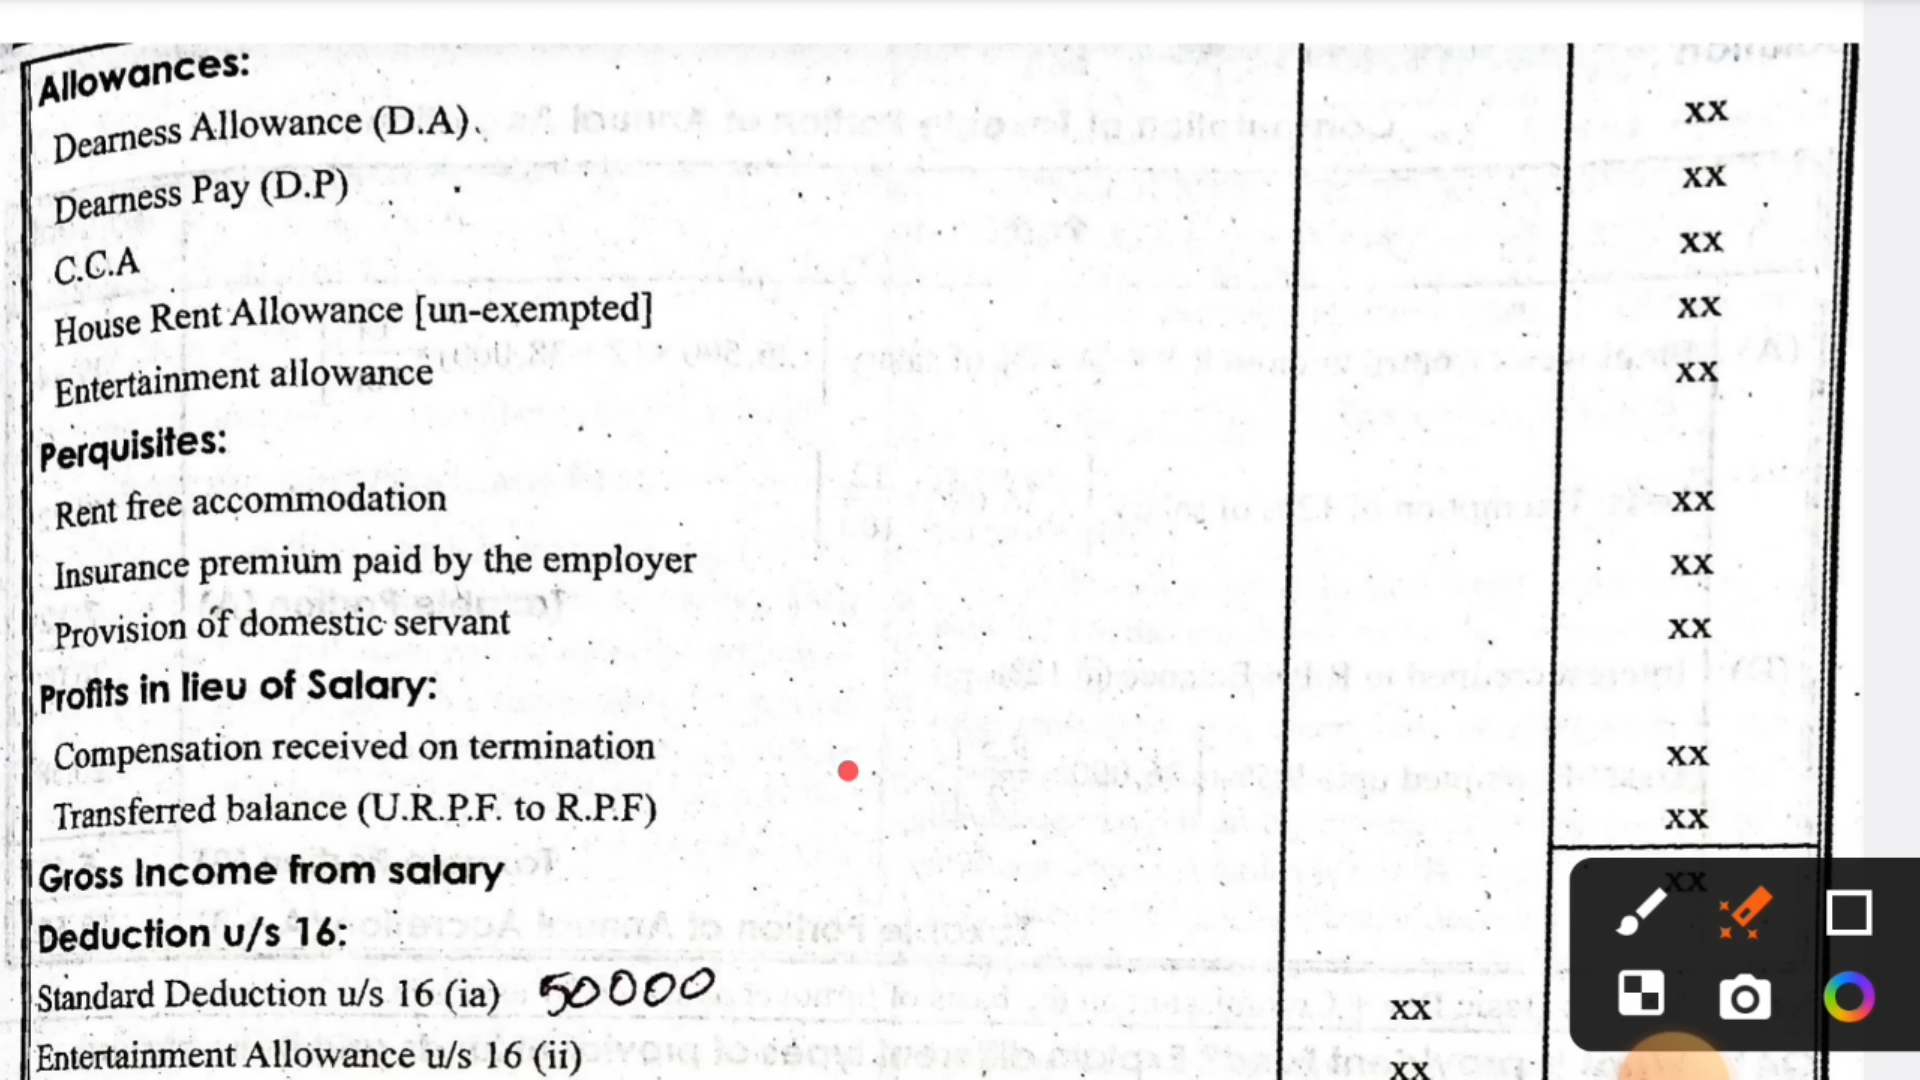 Allowances:
Dearness Allowance (D.A) xx
Dearness Pay (D.P) xx
C.C.A xx
House Rent Allowance [un-exempted] xx
Entertainment allowance xx
Perquisites:
Rent free accommodation xx
Insurance premium paid by the employer xx
Provision of domestic servant xx
Profits in lieu of Salary:
Compensation received on termination xx
Transferred balance (U.R.P.F. to R.P.F) xx
Gross Income from salary xx
Deduction u/s 16:
Standard Deduction u/s 16 (ia) 50000 xx
Entertainment Allowance u/s 16 (ii) xx